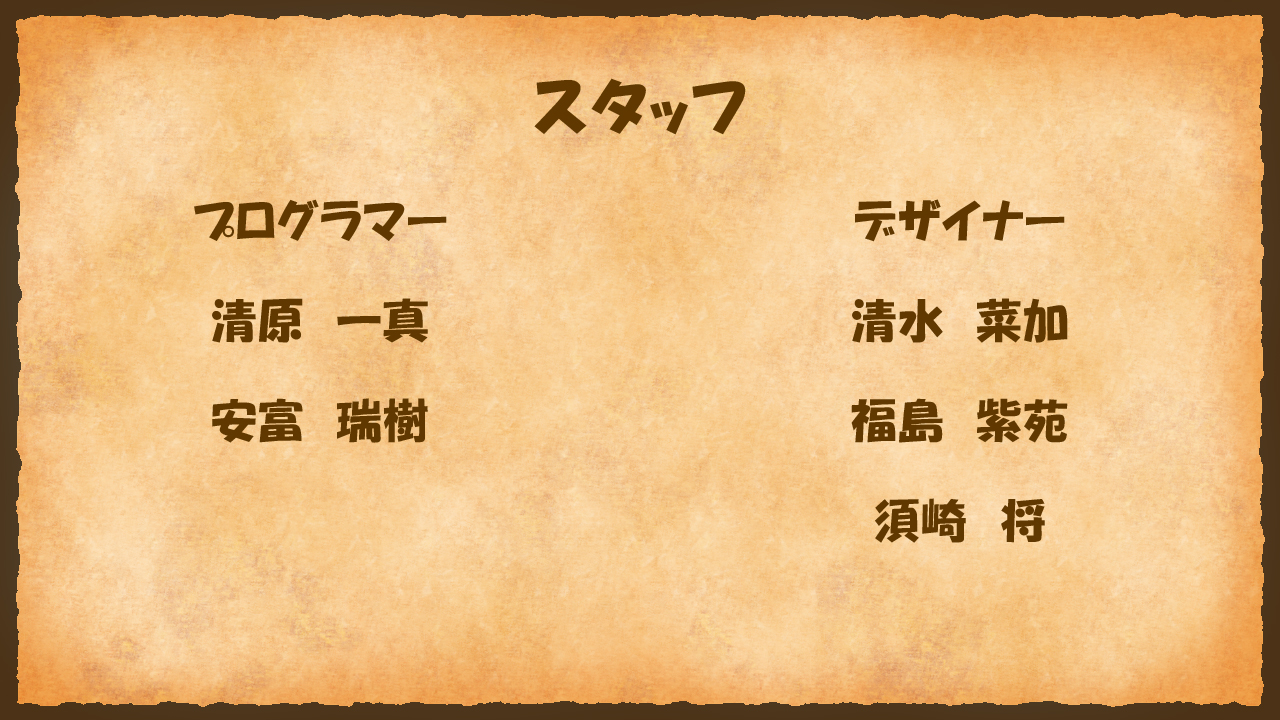 スタッフ
プログラマー
清原　一真
安富　瑞樹
デザイナー
清水　菜加
福島　紫苑
須崎　将